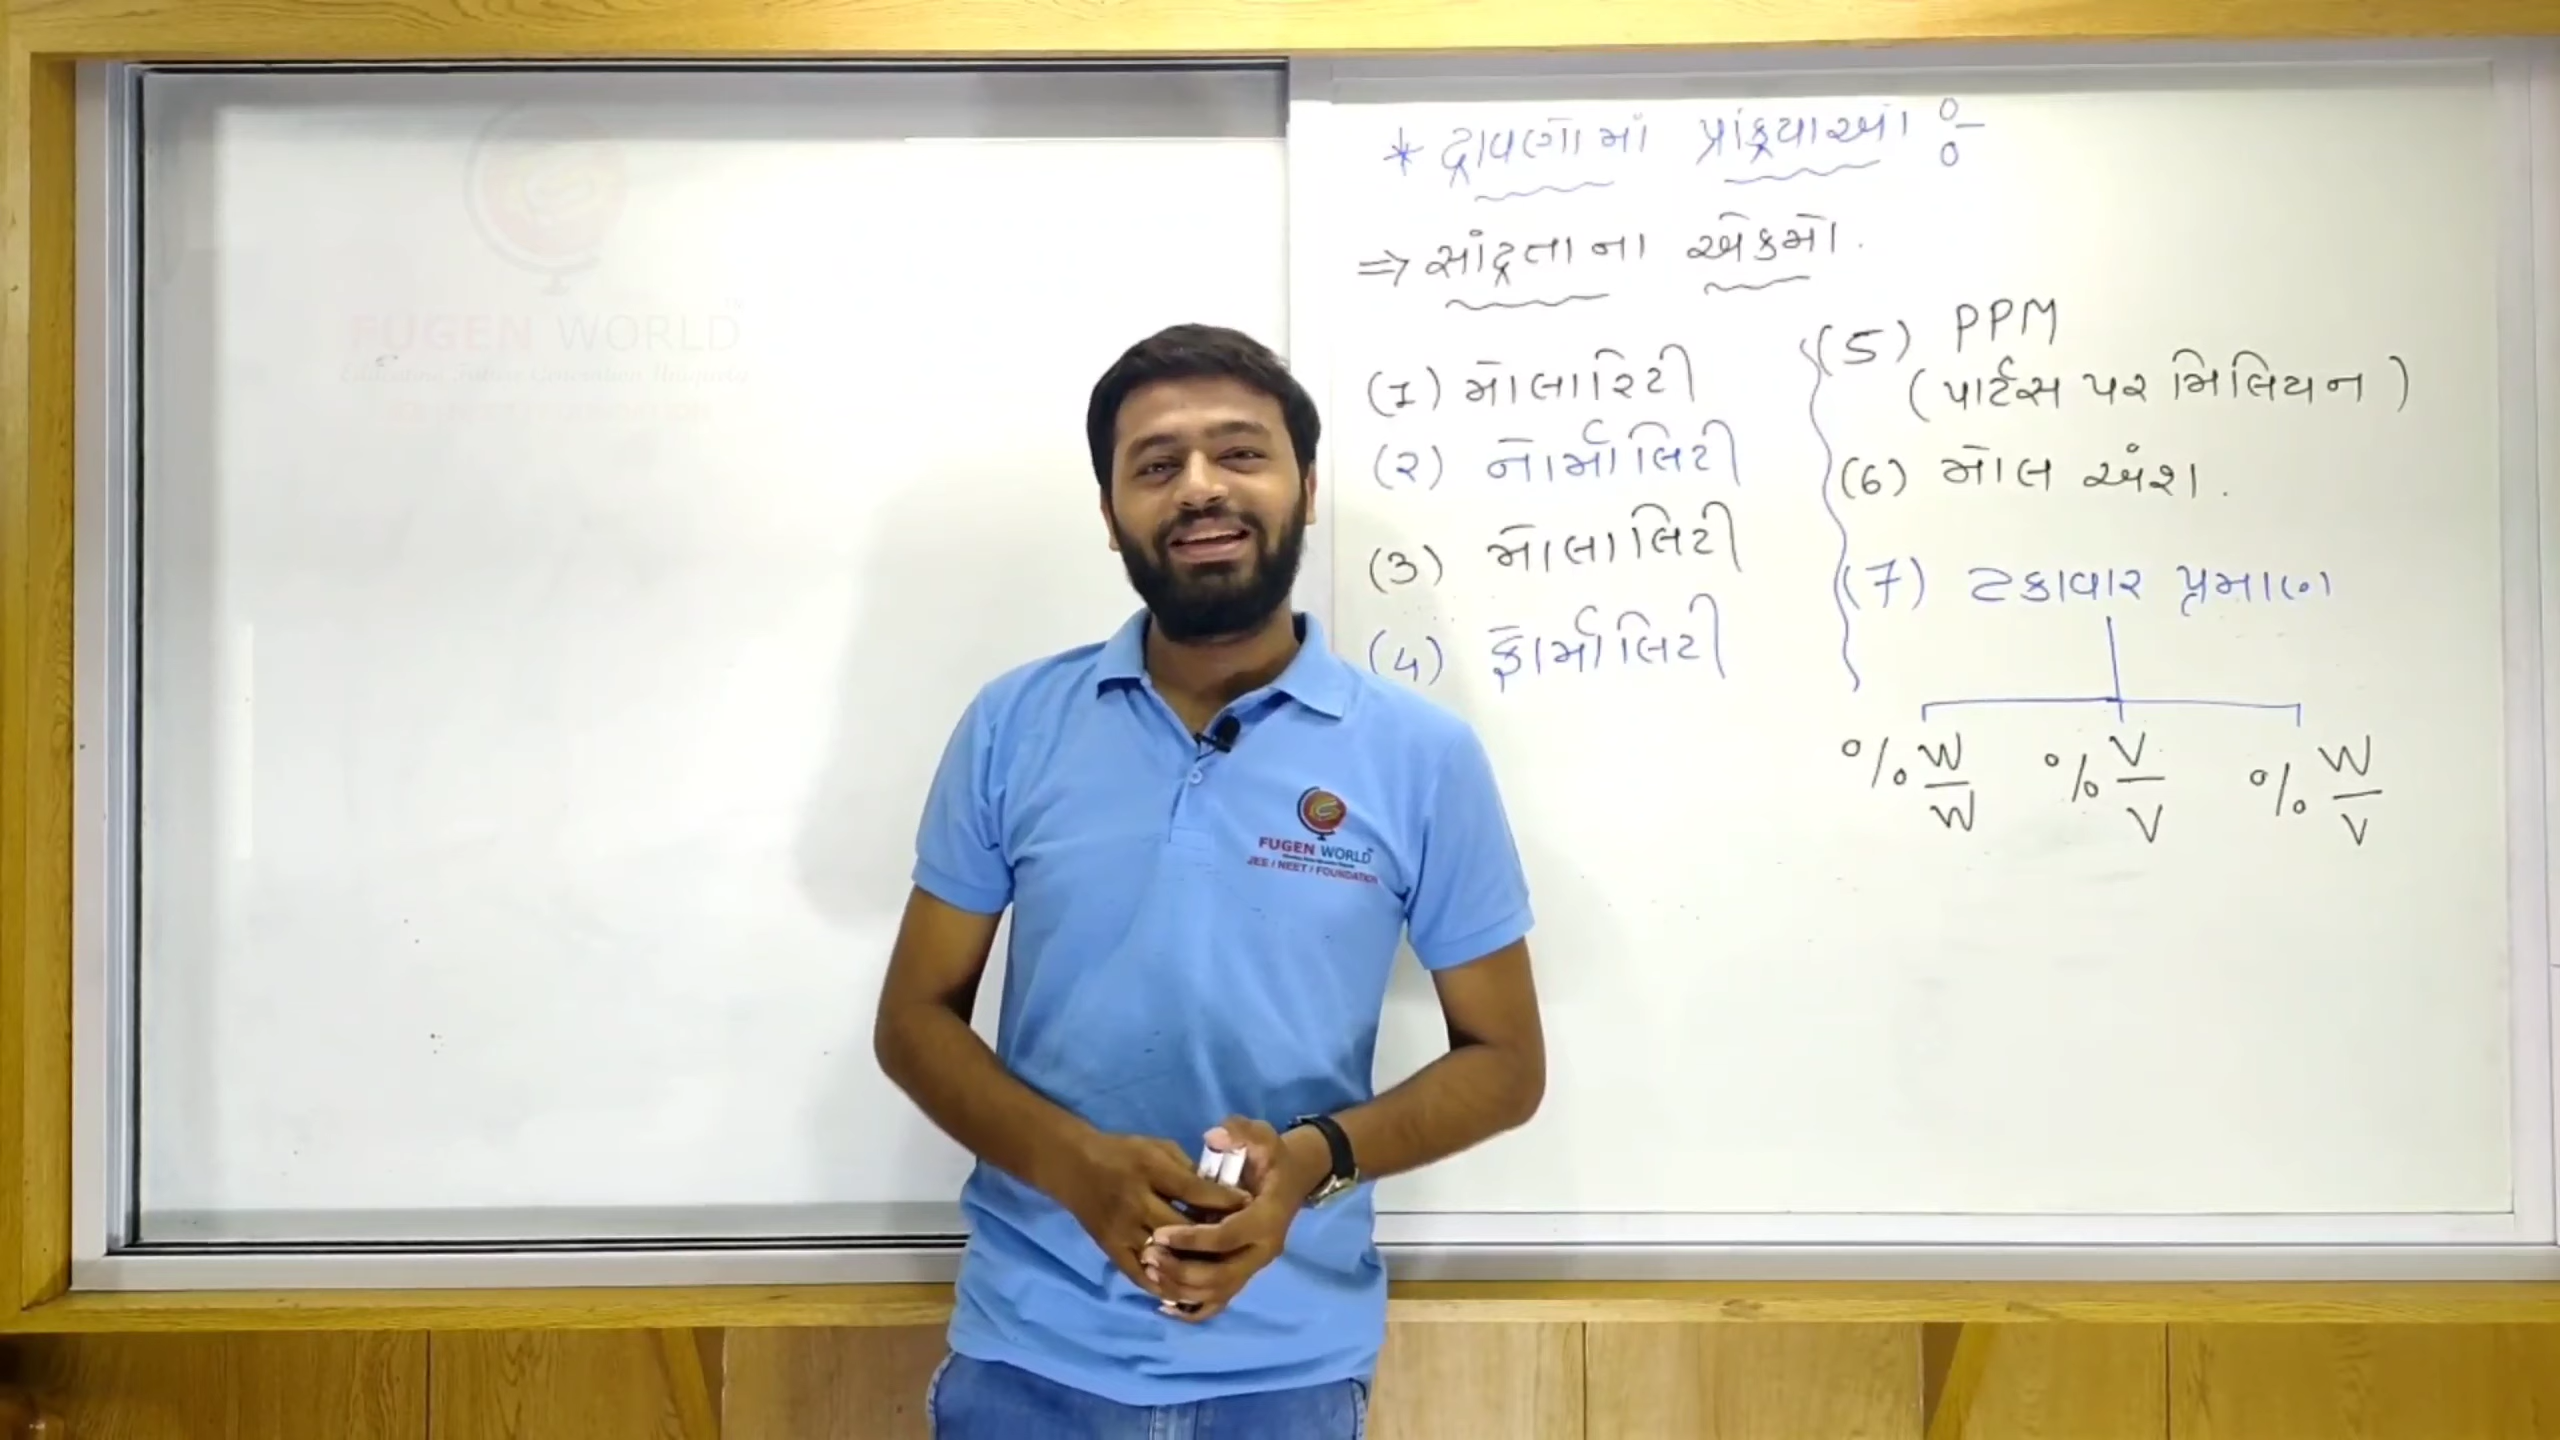 * દ્રાવણોમાં પ્રક્રિયાઓ :-
⇒ સાંદ્રતાના એકમો.
(1) મોલારિટી
(૨) નોર્માલિટી
(3) મોલાલિટી
(4) ફોર્માલિટી
(5) PPM
(પાર્ટસ પર મિલિયન)
(6) મોલ અંશ.
(7) ટકાવાર પ્રમાણ
% W/W % V/V % W/V
FUGEN WORLD
FUGEN WORLD
JEE / NEET / FOUNDATION